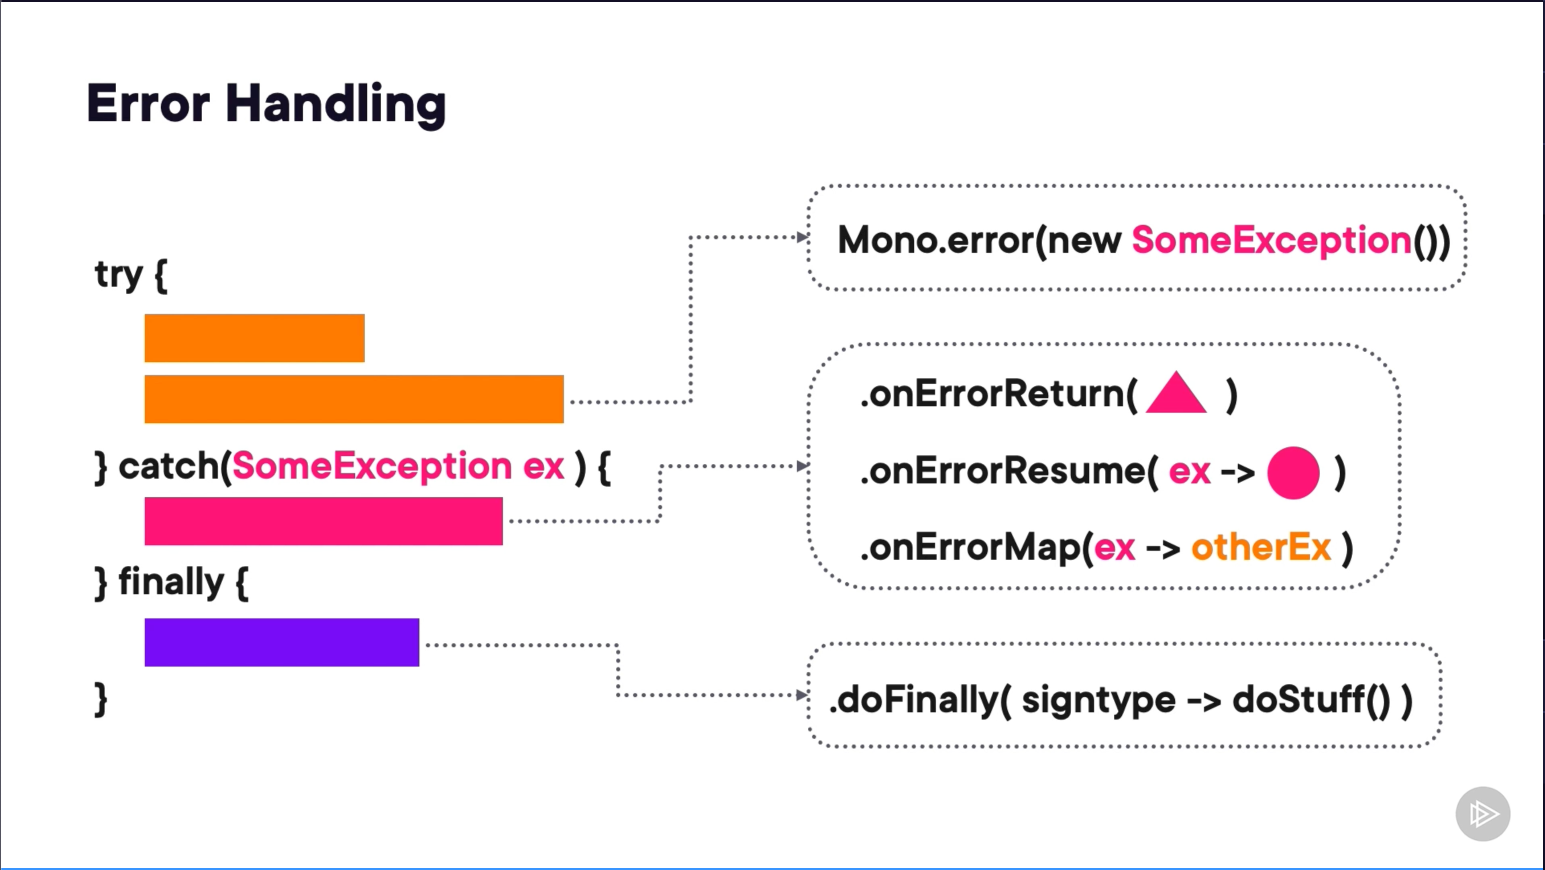 Error Handling
try {
} catch(SomeException ex ) {
} finally {
}
Mono.error(new SomeException())
.onErrorReturn( )
.onErrorResume( ex -> )
.onErrorMap(ex -> otherEx )
.doFinally( signtype -> doStuff() )